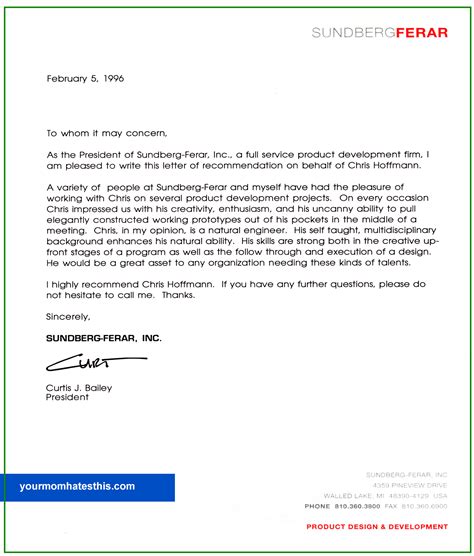 SUNDBERGFERAR
February 5, 1996
To whom it may concern,
As the President of Sundberg-Ferar, Inc., a full service product development firm, I
am pleased to write this letter of recommendation on behalf of Chris Hoffmann.
A variety of people at Sundberg-Ferar and myself have had the pleasure of
working with Chris on several product development projects. On every occasion
Chris impressed us with his creativity, enthusiasm, and his uncanny ability to pull
elegantly constructed working prototypes out of his pockets in the middle of a
meeting. Chris, in my opinion, is a natural engineer. His self taught, multidisciplinary
background enhances his natural ability. His skills are strong both in the creative up-
front stages of a program as well as the follow through and execution of a design.
He would be a great asset to any organization needing these kinds of talents.
I highly recommend Chris Hoffmann. If you have any further questions, please do
not hesitate to call me. Thanks.
Sincerely,
SUNDBERG-FERAR, INC.
CURT
Curtis J. Bailey
President
yourmomhatesthis.com
SUNDBERG-FERAR, INC
4359 PINEVIEW DRIVE
WALLED LAKE, MI 48390-4129 USA
PHONE 810.360.3800 FAX 810.360.6900
PRODUCT DESIGN & DEVELOPMENT